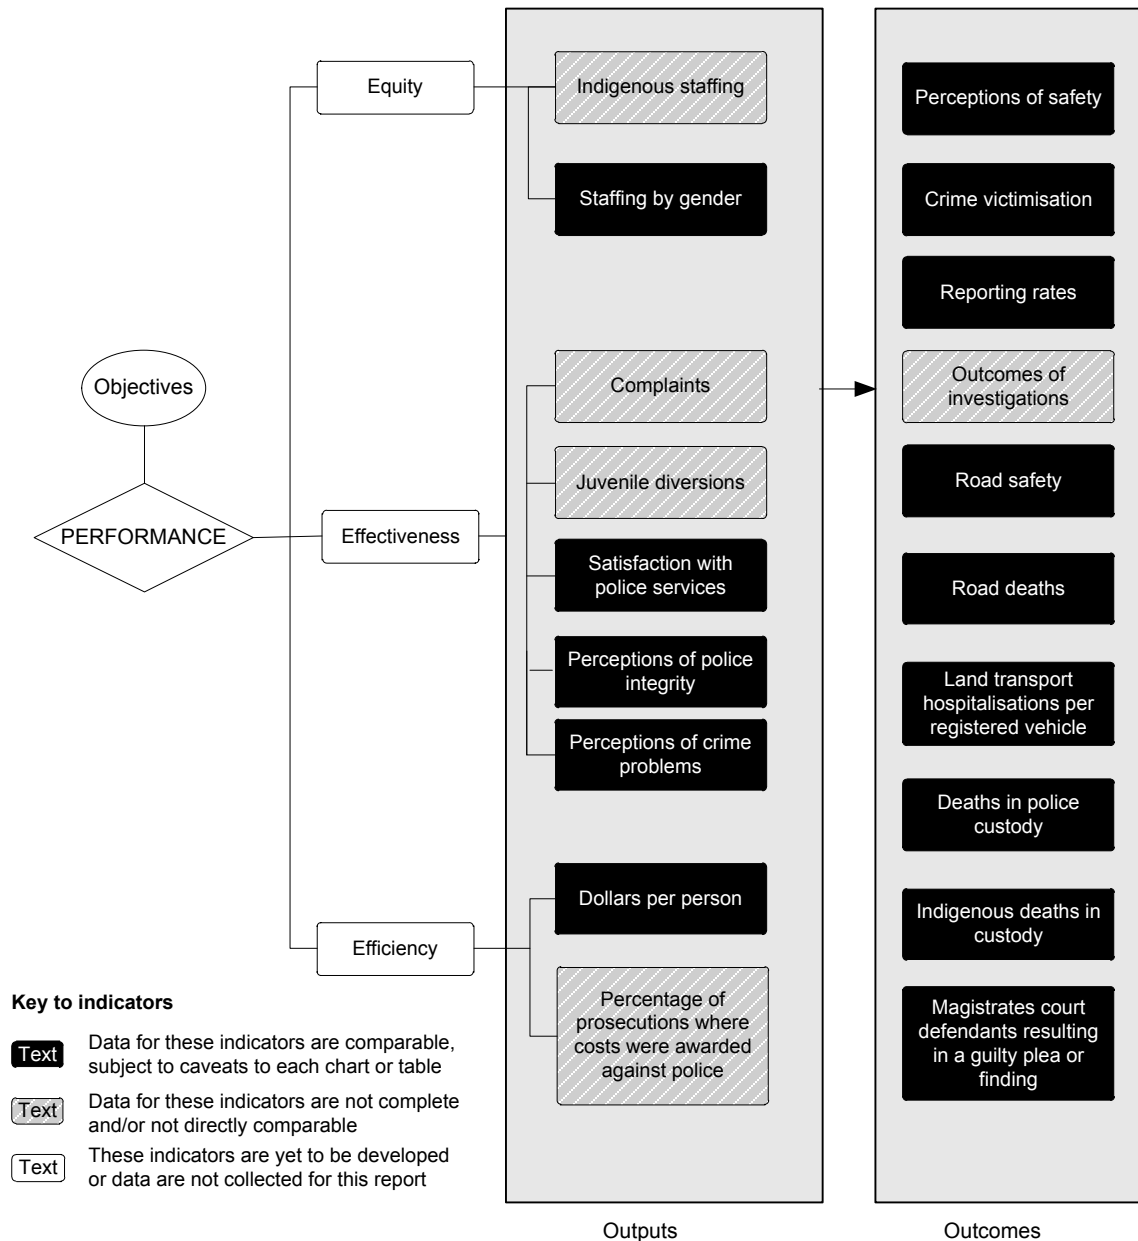 Equity
Indigenous staffing
Staffing by gender
Objectives
PERFORMANCE
Effectiveness
Complaints
Juvenile diversions
Satisfaction with
police services
Perceptions of police
integrity
Perceptions of crime
problems
Efficiency
Dollars per person
Percentage of
prosecutions where
costs were awarded
against police
Outputs
Perceptions of safety
Crime victimisation
Reporting rates
Outcomes of
investigations
Road safety
Road deaths
Land transport
hospitalisations per
registered vehicle
Deaths in police
custody
Indigenous deaths in
custody
Magistrates court
defendants resulting
in a guilty plea or
finding
Outcomes
Key to indicators
Text
Data for these indicators are comparable,
subject to caveats to each chart or table
Text
Data for these indicators are not complete
and/or not directly comparable
Text
These indicators are yet to be developed
or data are not collected for this report